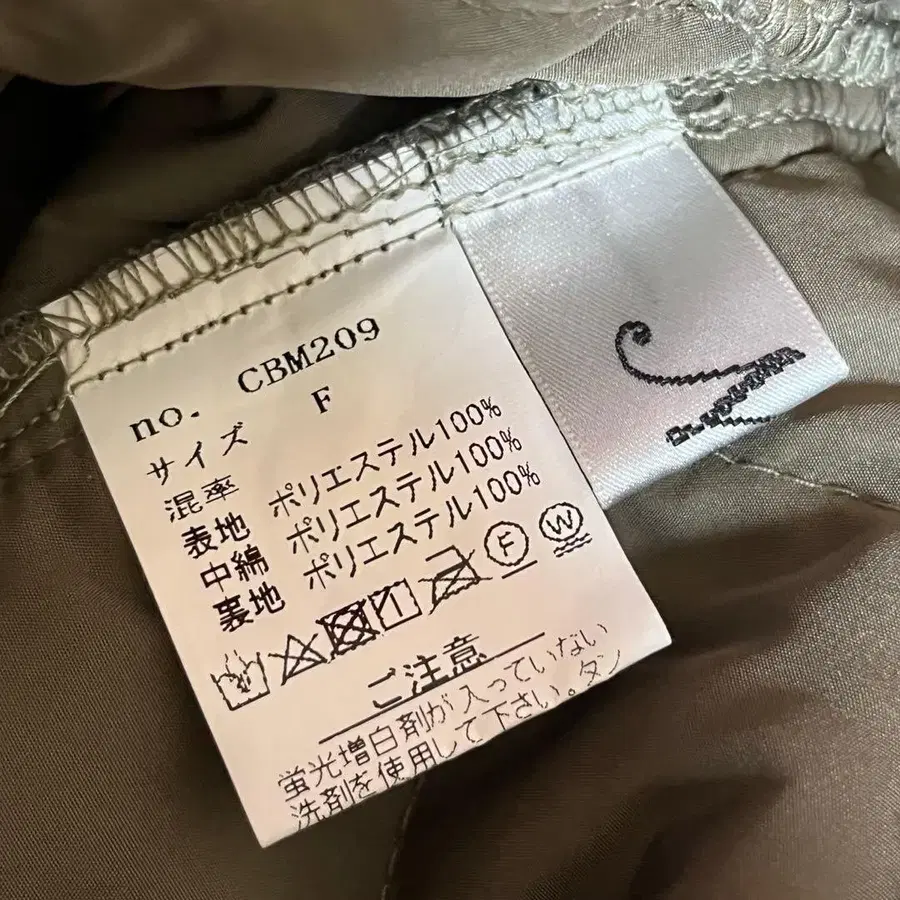 no. CBM209
サイズ F
混率
表地 ポリエステル100%
中綿 ポリエステル100%
裏地 ポリエステル100%
F W
ご注意
蛍光増白剤が入っていない
洗剤を使用して下さい。タン